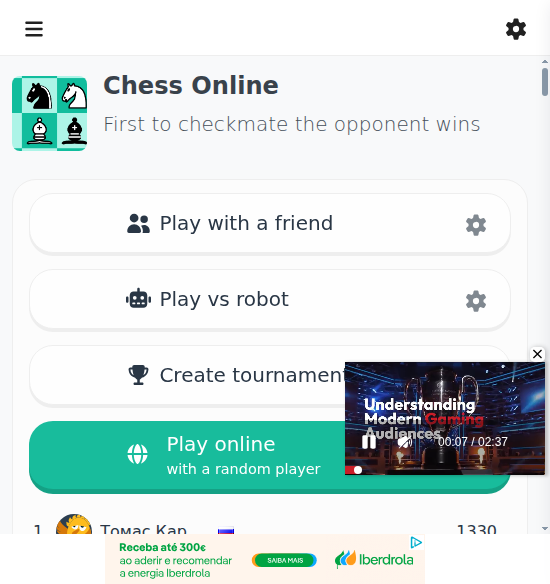 Chess Online
First to checkmate the opponent wins
Play with a friend
Play vs robot
Create tournament
Understanding
Modern Gaming
Audiences
00:07 / 02:37
Play online
with a random player
1 Томас Кар 1330
Receba até 300€
ao aderir e recomendar
a energia Iberdrola
SAIBA MAIS
Iberdrola